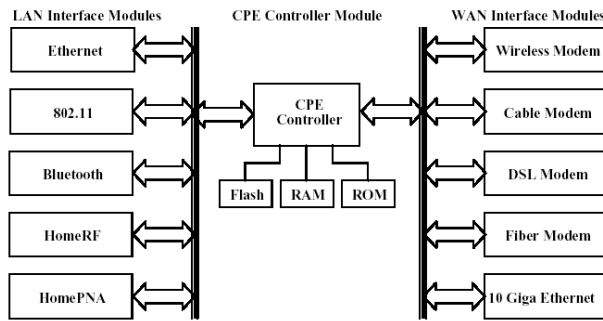 LAN Interface Modules
CPE Controller Module
WAN Interface Modules
Ethernet
802.11
Bluetooth
HomeRF
HomePNA
CPE
Controller
Flash
RAM
ROM
Wireless Modem
Cable Modem
DSL Modem
Fiber Modem
10 Giga Ethernet